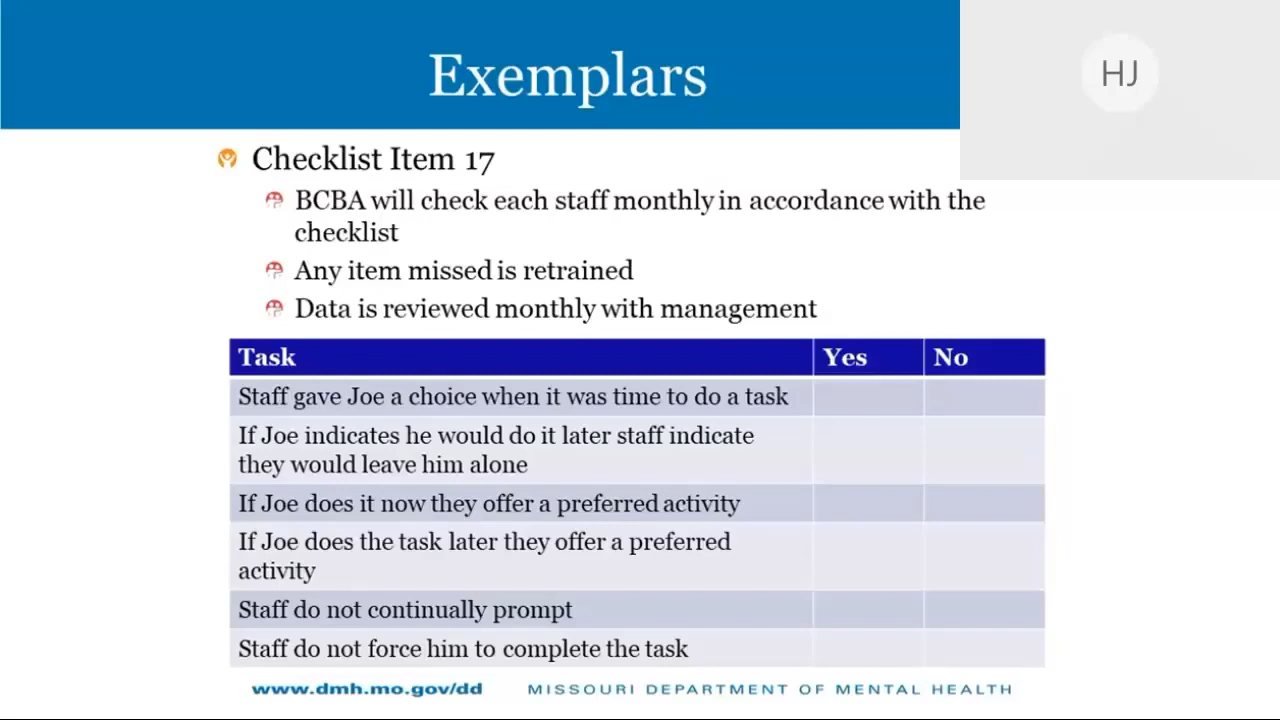 Exemplars
HJ
Checklist Item 17
BCBA will check each staff monthly in accordance with the
checklist
Any item missed is retrained
Data is reviewed monthly with management
Task Yes No
Staff gave Joe a choice when it was time to do a task
If Joe indicates he would do it later staff indicate
they would leave him alone
If Joe does it now they offer a preferred activity
If Joe does the task later they offer a preferred
activity
Staff do not continually prompt
Staff do not force him to complete the task
www.dmh.mo.gov/dd MISSOURI DEPARTMENT OF MENTAL HEALTH